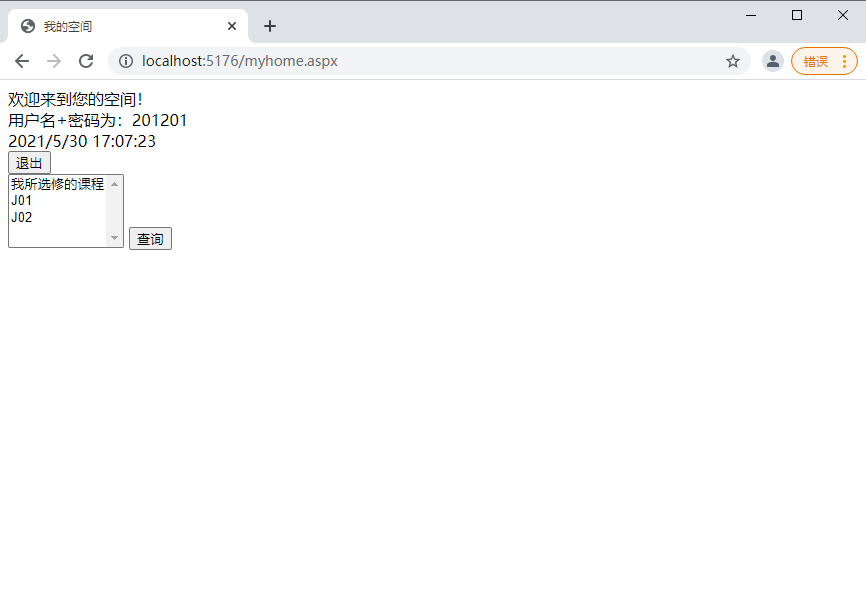 我的空间
localhost:5176/myhome.aspx
错误
欢迎来到您的空间!
用户名+密码为：201201
2021/5/30 17:07:23
退出
我所选修的课程
J01
J02
查询